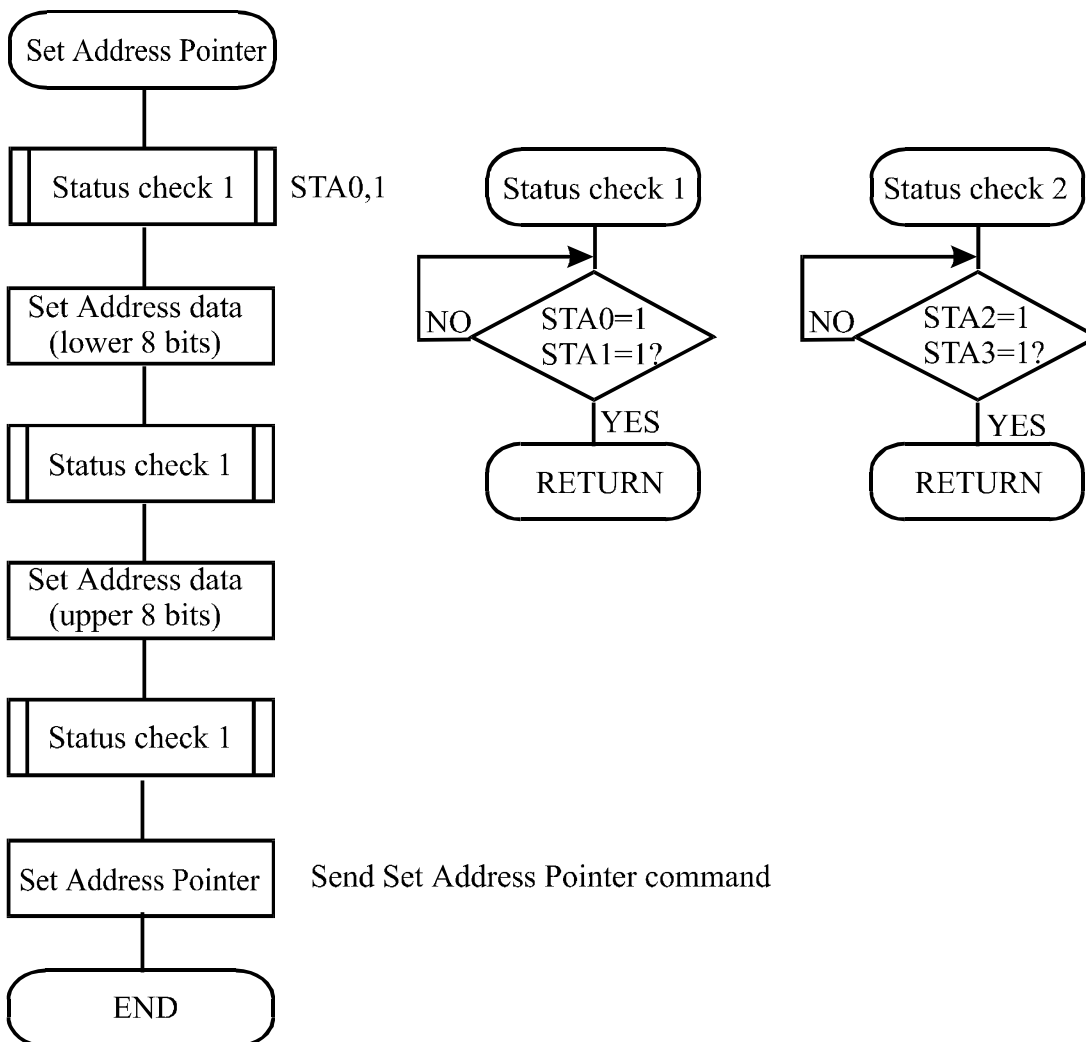 Set Address Pointer
Status check 1
STA0,1
Set Address data
(lower 8 bits)
Status check 1
Set Address data
(upper 8 bits)
Status check 1
Set Address Pointer
Send Set Address Pointer command
END
Status check 1
NO
STA0=1
STA1=1?
YES
RETURN
Status check 2
NO
STA2=1
STA3=1?
YES
RETURN